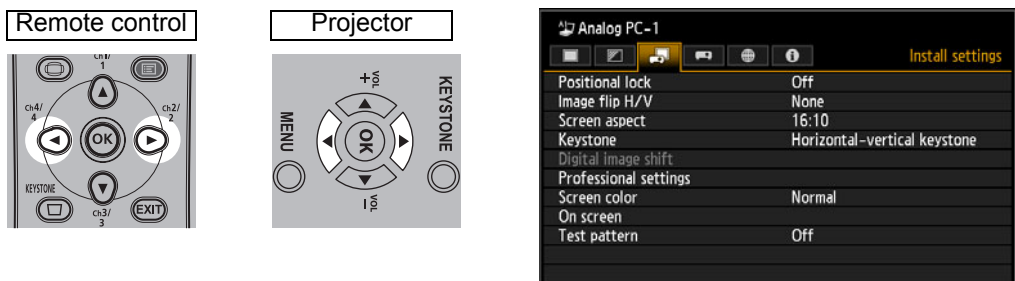 Remote control
Projector
Ch1/
1
Ch4/
4
Ch2/
2
OK
KEYSTONE
Ch3/
3
EXIT
VOL
+
KEYSTONE
MENU
OK
–
VOL
Analog PC-1
Install settings
Positional lock Off
Image flip H/V None
Screen aspect 16:10
Keystone Horizontal-vertical keystone
Digital image shift
Professional settings
Screen color Normal
On screen
Test pattern Off